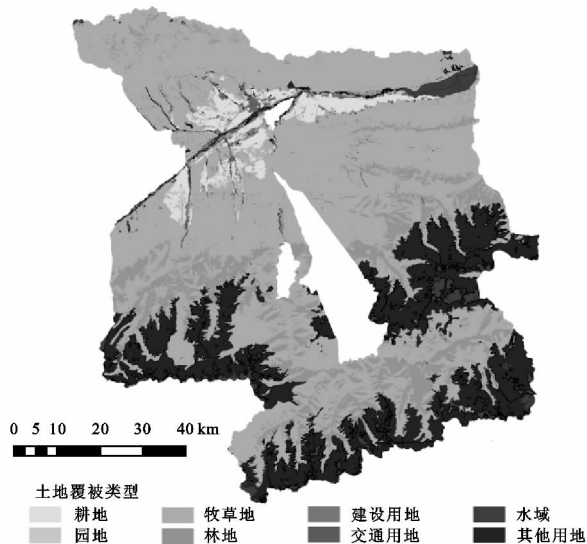 0 5 10 20 30 40 km
土地覆被类型
耕地 牧草地 建设用地 水域
园地 林地 交通用地 其他用地